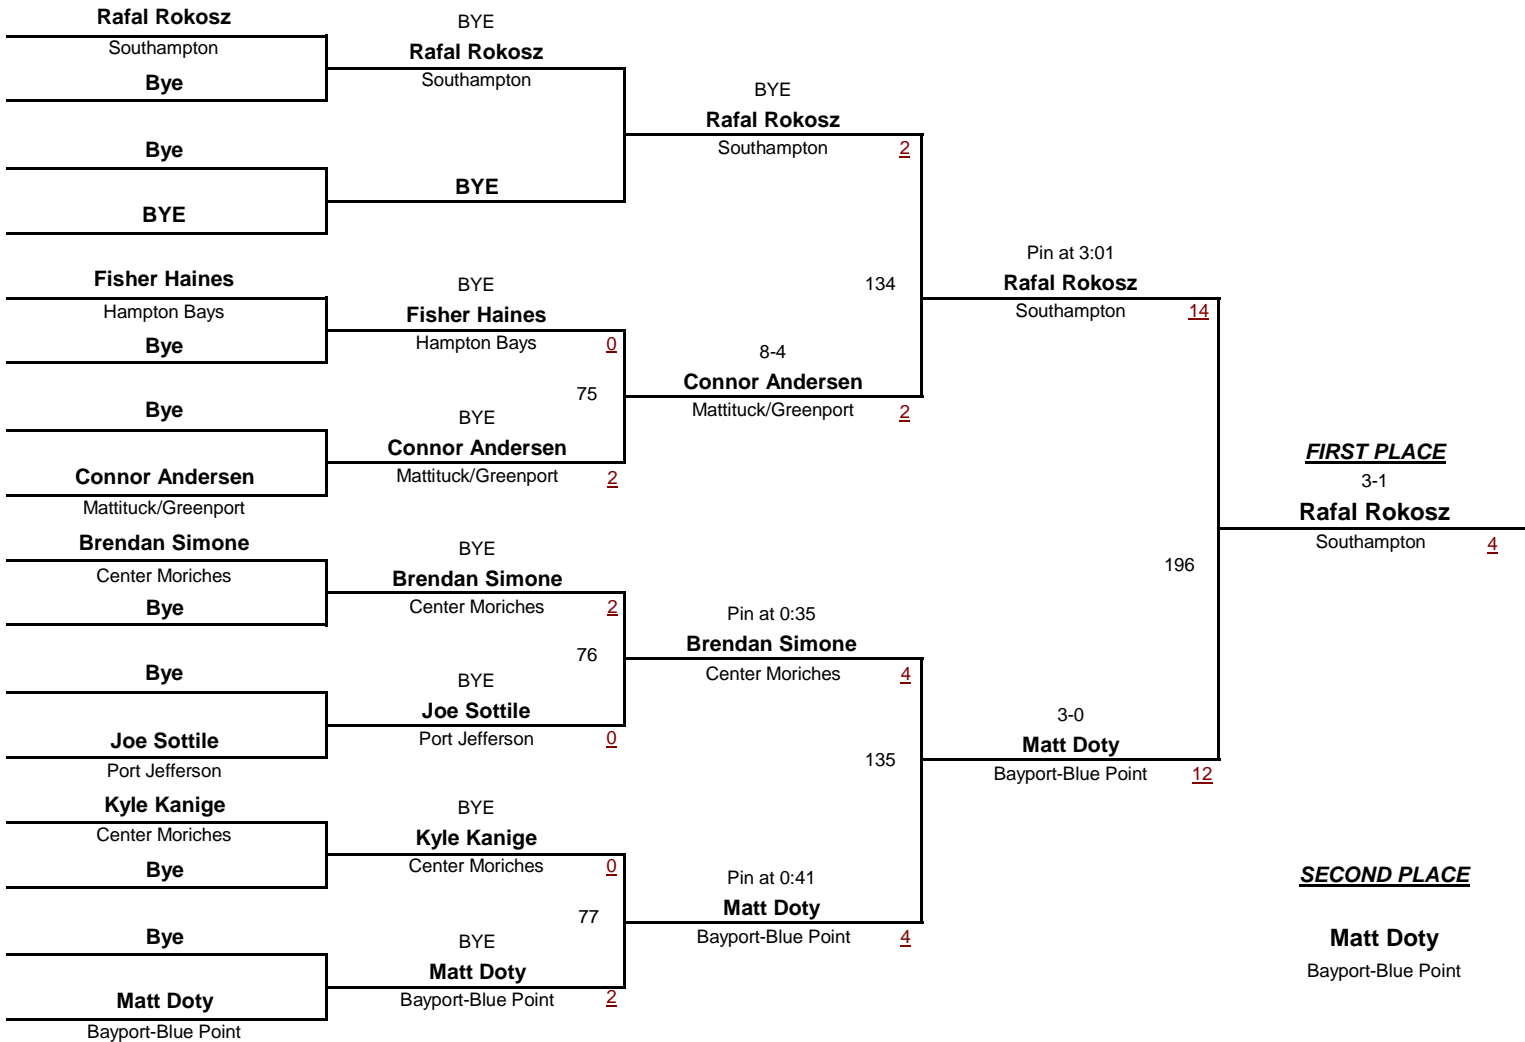 Rafal Rokosz
Southampton
Bye
Bye
BYE
Fisher Haines
Hampton Bays
Bye
Bye
Connor Andersen
Mattituck/Greenport
Brendan Simone
Center Moriches
Bye
Bye
Joe Sottile
Port Jefferson
Kyle Kanige
Center Moriches
Bye
Bye
Matt Doty
Bayport-Blue Point
BYE
Rafal Rokosz
Southampton
BYE
BYE
Fisher Haines
Hampton Bays
0
75
BYE
Connor Andersen
Mattituck/Greenport
2
BYE
Brendan Simone
Center Moriches
2
76
BYE
Joe Sottile
Port Jefferson
0
BYE
Kyle Kanige
Center Moriches
0
77
BYE
Matt Doty
Bayport-Blue Point
2
BYE
Rafal Rokosz
Southampton
2
134
8-4
Connor Andersen
Mattituck/Greenport
2
Pin at 0:35
Brendan Simone
Center Moriches
4
135
Pin at 0:41
Matt Doty
Bayport-Blue Point
4
Pin at 3:01
Rafal Rokosz
Southampton
14
196
3-0
Matt Doty
Bayport-Blue Point
12
FIRST PLACE
3-1
Rafal Rokosz
Southampton
4
SECOND PLACE
Matt Doty
Bayport-Blue Point